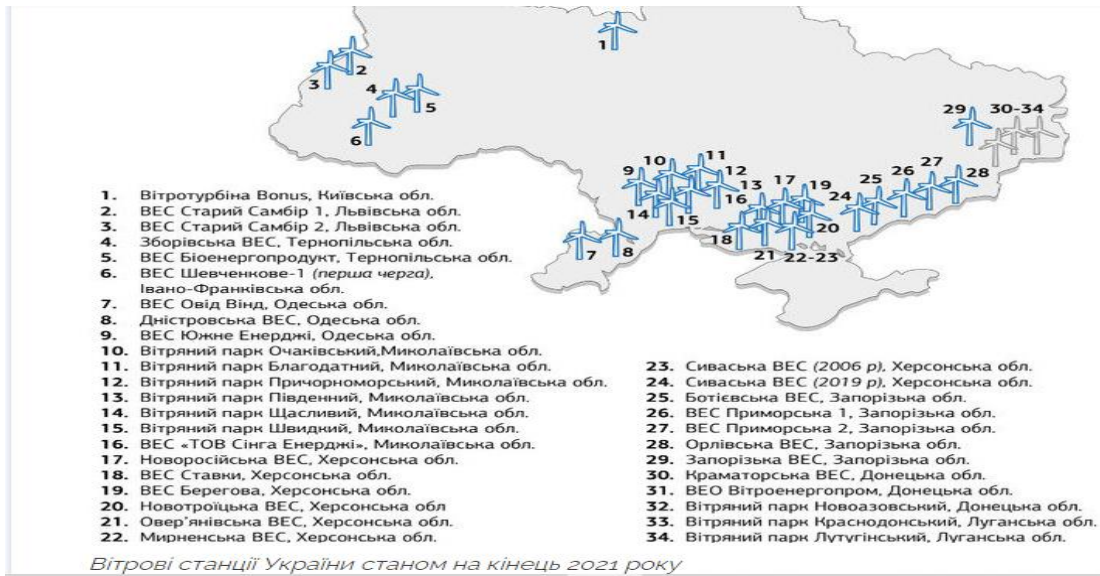 1
2
3
4
5
6
7
8
9
10
11
12
13
14
15
16
17
18
19
20
21
22-23
24
25
26
27
28
29
30-34
1. Вітротурбіна Bonus, Київська обл.
2. ВЕС Старий Самбір 1, Львівська обл.
3. ВЕС Старий Самбір 2, Львівська обл.
4. Зборівська ВЕС, Тернопільська обл.
5. ВЕС Біоенергопродукт, Тернопільська обл.
6. ВЕС Шевченкове-1 (перша черга),
Івано-Франківська обл.
7. ВЕС Овід Вінд, Одеська обл.
8. Дністровська ВЕС, Одеська обл.
9. ВЕС Южне Енерджі, Одеська обл.
10. Вітряний парк Очаківський,Миколаївська обл.
11. Вітряний парк Благодатний, Миколаївська обл.
12. Вітряний парк Причорноморський, Миколаївська обл.
13. Вітряний парк Південний, Миколаївська обл.
14. Вітряний парк Щасливий, Миколаївська обл.
15. Вітряний парк Швидкий, Миколаївська обл.
16. ВЕС «ТОВ Сінга Енерджі», Миколаївська обл.
17. Новоросійська ВЕС, Херсонська обл.
18. ВЕС Ставки, Херсонська обл.
19. ВЕС Берегова, Херсонська обл.
20. Новотроїцька ВЕС, Херсонська обл
21. Овер'янівська ВЕС, Херсонська обл.
22. Мирненська ВЕС, Херсонська обл.
23. Сиваська ВЕС (2006 р), Херсонська обл.
24. Сиваська ВЕС (2019 р), Херсонська обл.
25. Ботієвська ВЕС, Запорізька обл.
26. ВЕС Приморська 1, Запорізька обл.
27. ВЕС Приморська 2, Запорізька обл.
28. Орлівська ВЕС, Запорізька обл.
29. Запорізька ВЕС, Запорізька обл.
30. Краматорська ВЕС, Донецька обл.
31. ВЕО Вітроенергопром, Донецька обл.
32. Вітряний парк Новоазовський, Донецька обл.
33. Вітряний парк Краснодонський, Луганська обл.
34. Вітряний парк Лутугінський, Луганська обл.
Вітрові станції України станом на кінець 2021 року